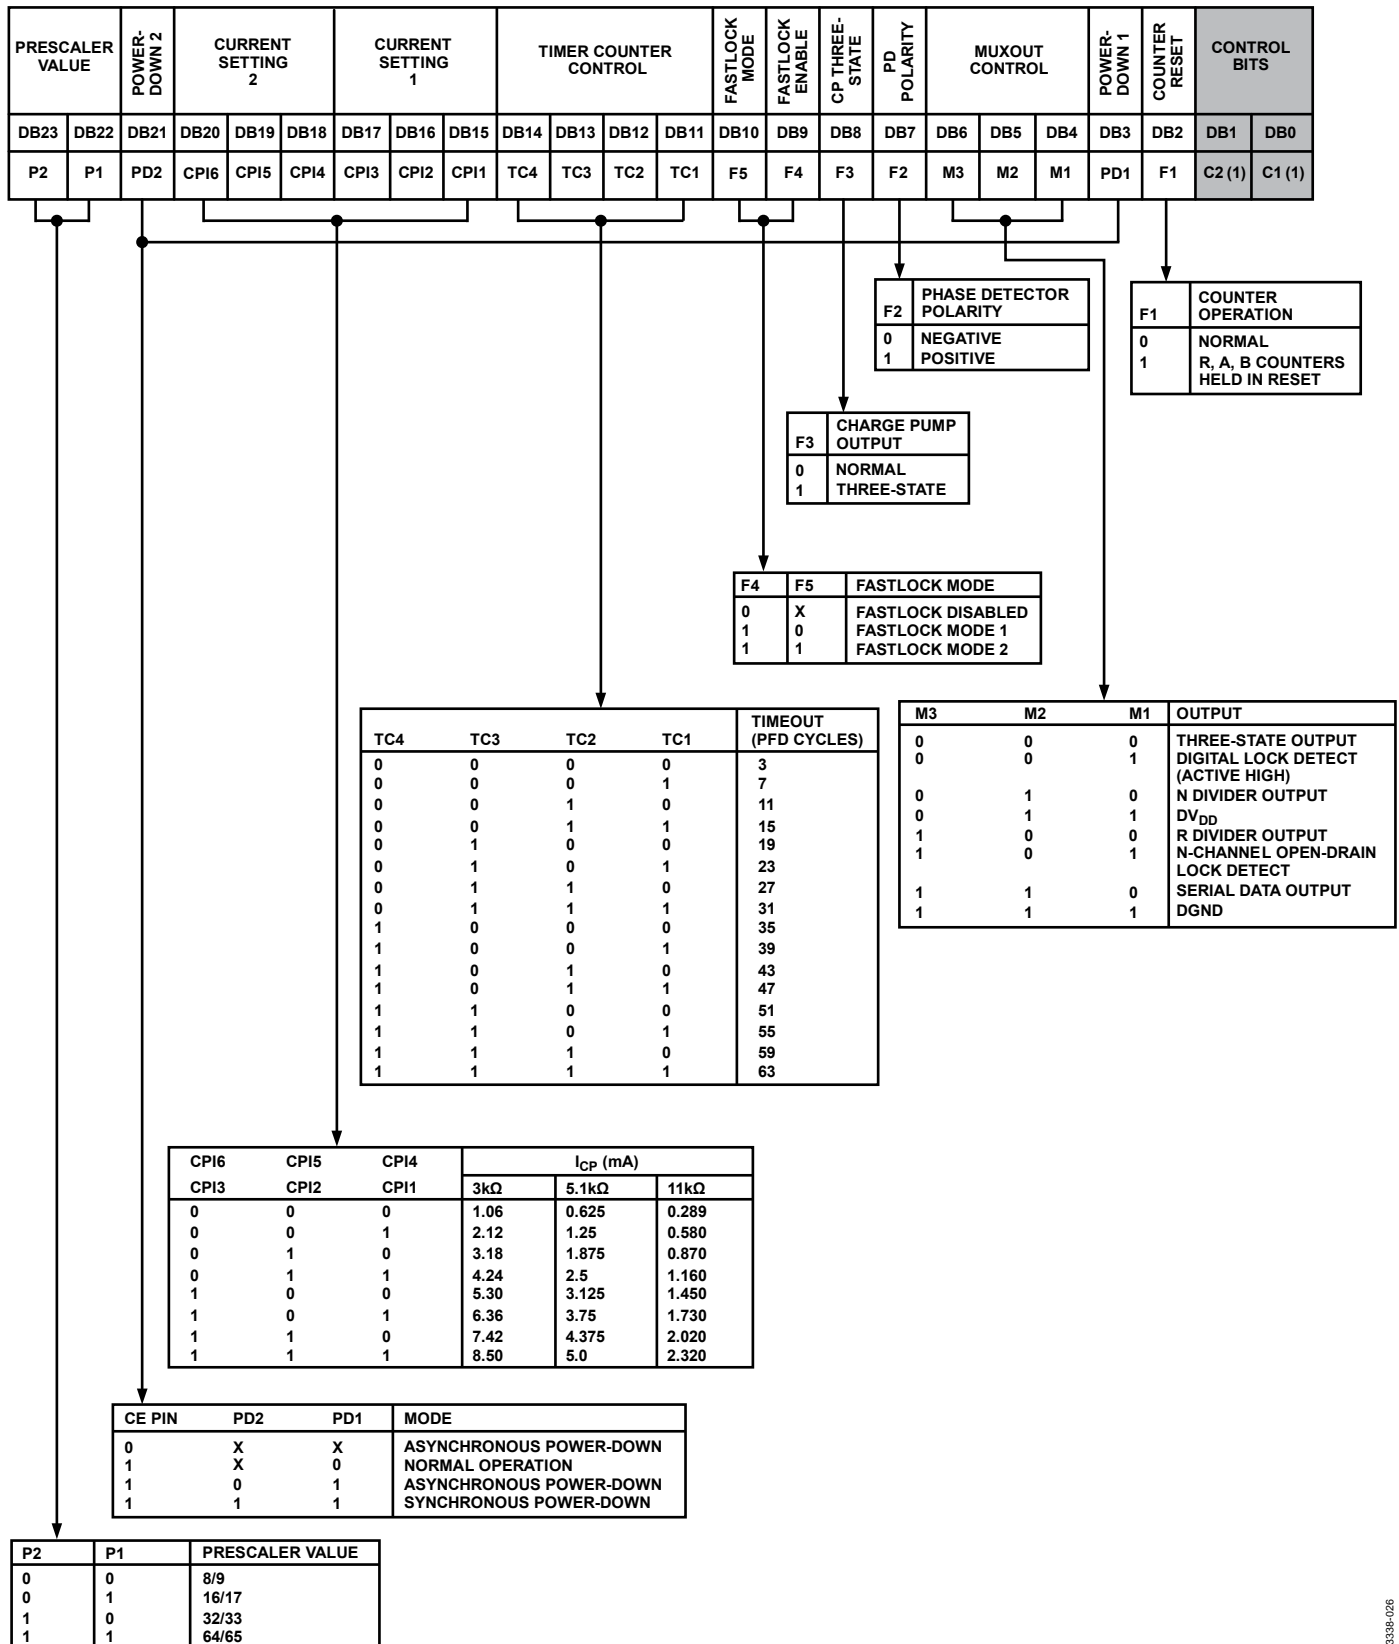 PRESCALER VALUE
POWER-DOWN 2
CURRENT SETTING 2
CURRENT SETTING 1
TIMER COUNTER CONTROL
FASTLOCK MODE
FASTLOCK ENABLE
CP THREE-STATE
PD POLARITY
MUXOUT CONTROL
POWER-DOWN 1
COUNTER RESET
CONTROL BITS
DB23 DB22 DB21 DB20 DB19 DB18 DB17 DB16 DB15 DB14 DB13 DB12 DB11 DB10 DB9 DB8 DB7 DB6 DB5 DB4 DB3 DB2 DB1 DB0
P2 P1 PD2 CPI6 CPI5 CPI4 CPI3 CPI2 CPI1 TC4 TC3 TC2 TC1 F5 F4 F3 F2 M3 M2 M1 PD1 F1 C2 (1) C1 (1)
F2 PHASE DETECTOR POLARITY
0 NEGATIVE
1 POSITIVE
F1 COUNTER OPERATION
0 NORMAL
1 R, A, B COUNTERS
HELD IN RESET
F3 CHARGE PUMP OUTPUT
0 NORMAL
1 THREE-STATE
F4 F5 FASTLOCK MODE
0 X FASTLOCK DISABLED
1 0 FASTLOCK MODE 1
1 1 FASTLOCK MODE 2
TC4 TC3 TC2 TC1 TIMEOUT (PFD CYCLES)
0 0 0 0 3
0 0 0 1 7
0 0 1 0 11
0 0 1 1 15
0 1 0 0 19
0 1 0 1 23
0 1 1 0 27
0 1 1 1 31
1 0 0 0 35
1 0 0 1 39
1 0 1 0 43
1 0 1 1 47
1 1 0 0 51
1 1 0 1 55
1 1 1 0 59
1 1 1 1 63
M3 M2 M1 OUTPUT
0 0 0 THREE-STATE OUTPUT
0 0 1 DIGITAL LOCK DETECT
(ACTIVE HIGH)
0 1 0 N DIVIDER OUTPUT
0 1 1 DVDD
1 0 0 R DIVIDER OUTPUT
1 0 1 N-CHANNEL OPEN-DRAIN
LOCK DETECT
1 1 0 SERIAL DATA OUTPUT
1 1 1 DGND
CPI6 CPI5 CPI4 ICP (mA)
CPI3 CPI2 CPI1 3kΩ 5.1kΩ 11kΩ
0 0 0 1.06 0.625 0.289
0 0 1 2.12 1.25 0.580
0 1 0 3.18 1.875 0.870
0 1 1 4.24 2.5 1.160
1 0 0 5.30 3.125 1.450
1 0 1 6.36 3.75 1.730
1 1 0 7.42 4.375 2.020
1 1 1 8.50 5.0 2.320
CE PIN PD2 PD1 MODE
0 X X ASYNCHRONOUS POWER-DOWN
1 X 0 NORMAL OPERATION
1 0 1 ASYNCHRONOUS POWER-DOWN
1 1 1 SYNCHRONOUS POWER-DOWN
P2 P1 PRESCALER VALUE
0 0 8/9
0 1 16/17
1 0 32/33
1 1 64/65
3338-026